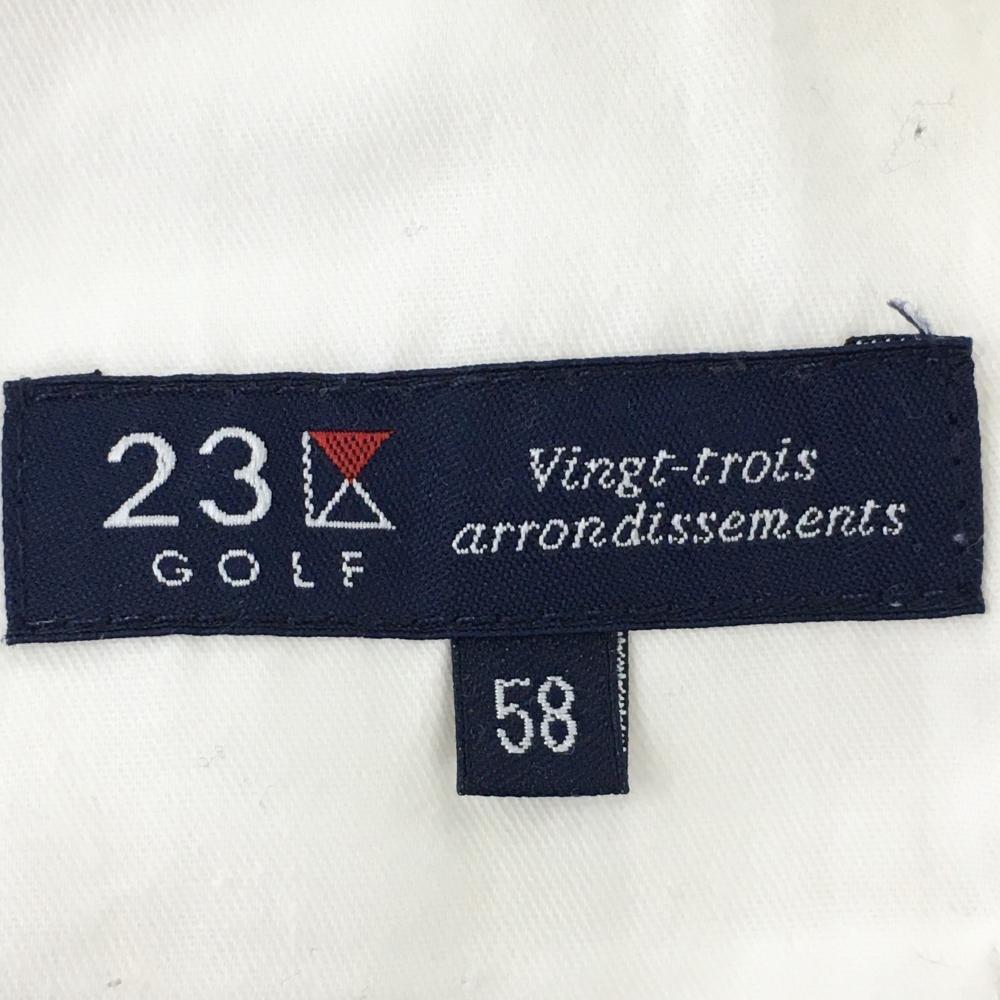 23
GOLF
Vingt-trois
arrondissements
58